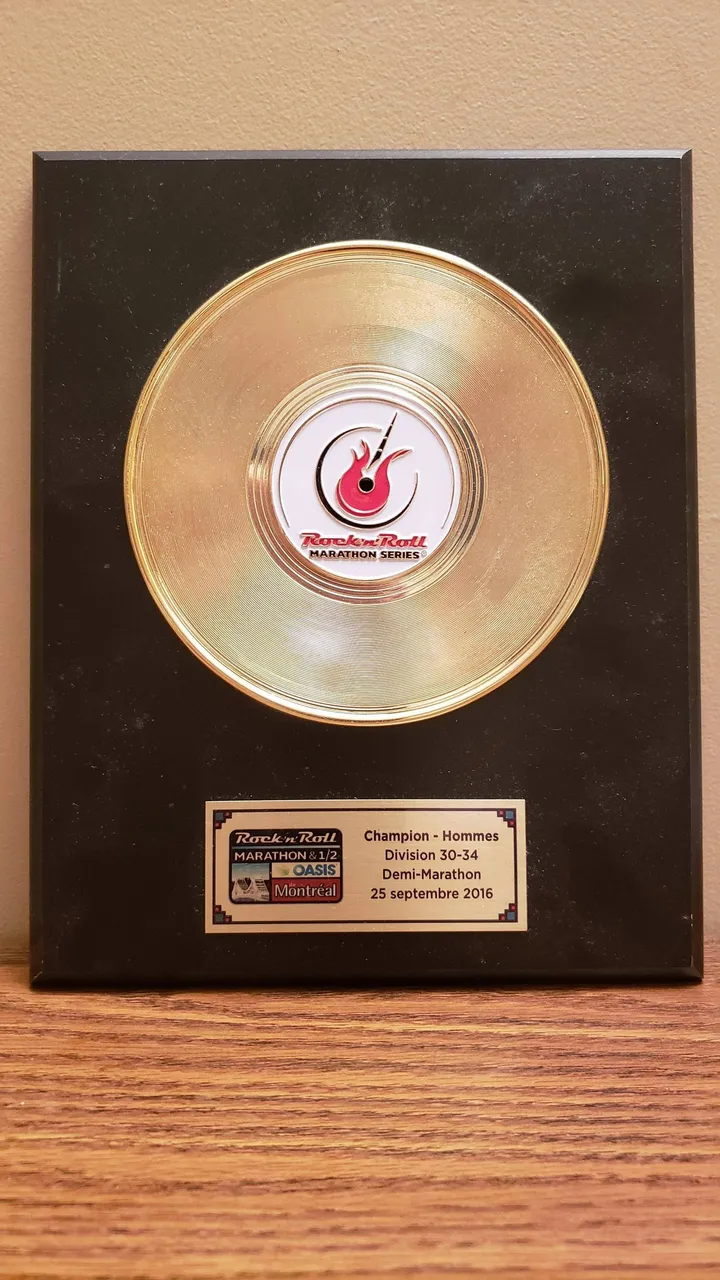 Rock'n'Roll
MARATHON SERIES®
Rock'n'Roll
MARATHON & 1/2
OASIS
Montréal
Champion - Hommes
Division 30-34
Demi-Marathon
25 septembre 2016